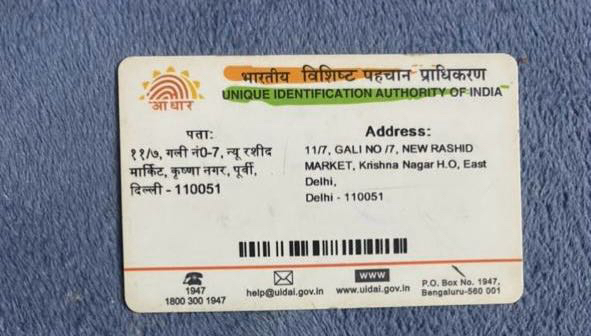 भारतीय विशिष्ट पहचान प्राधिकरण
UNIQUE IDENTIFICATION AUTHORITY OF INDIA
आधार
पता:
११/७, गली नं0-7, न्यू रशीद
मार्किट, कृष्णा नगर, पूर्वी,
दिल्ली - 110051
Address:
11/7, GALI NO /7, NEW RASHID
MARKET, Krishna Nagar H.O, East
Delhi,
Delhi - 110051
1947
1800 300 1947
help@uidai.gov.in
www
www.uidai.gov.in
P.O. Box No. 1947,
Bengaluru-560 001